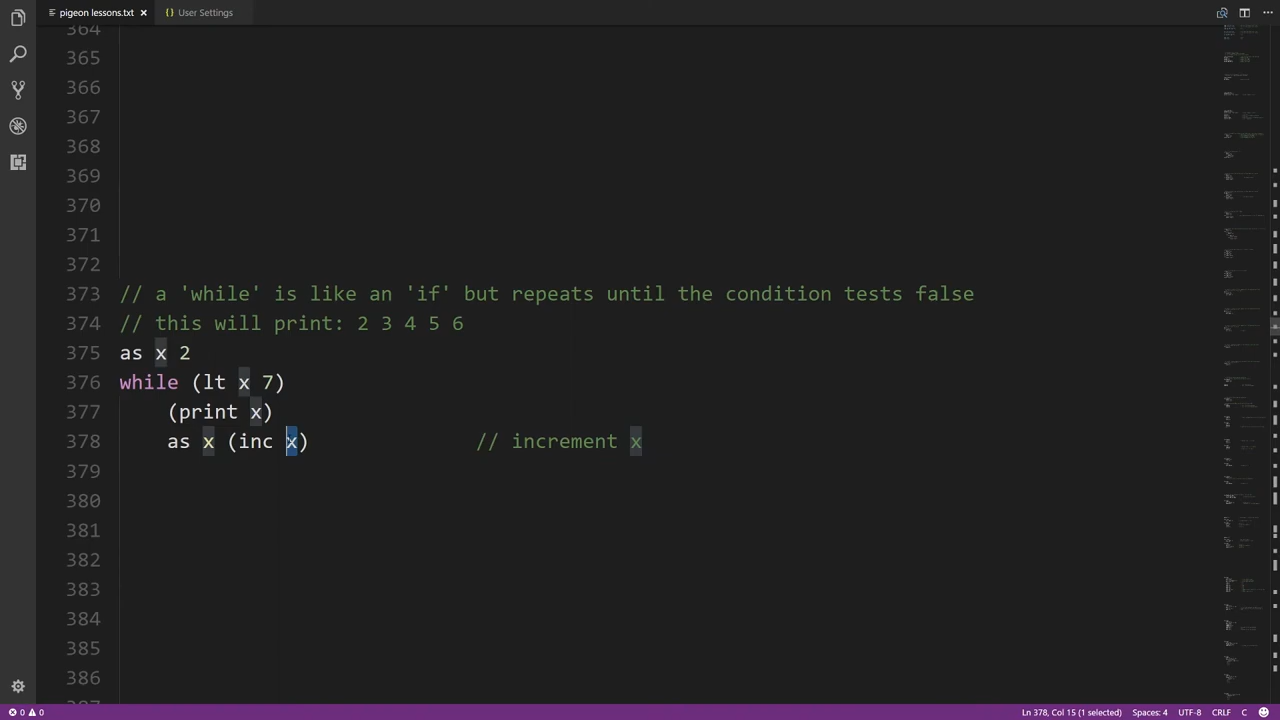 pigeon lessons.txt
{ } User Settings
364
365
366
367
368
369
370
371
372
373 // a 'while' is like an 'if' but repeats until the condition tests false
374 // this will print: 2 3 4 5 6
375 as x 2
376 while (lt x 7)
377 (print x)
378 as x (inc x) // increment x
379
380
381
382
383
384
385
386
Ln 378, Col 15 (1 selected) Spaces: 4 UTF-8 CRLF C
0 0